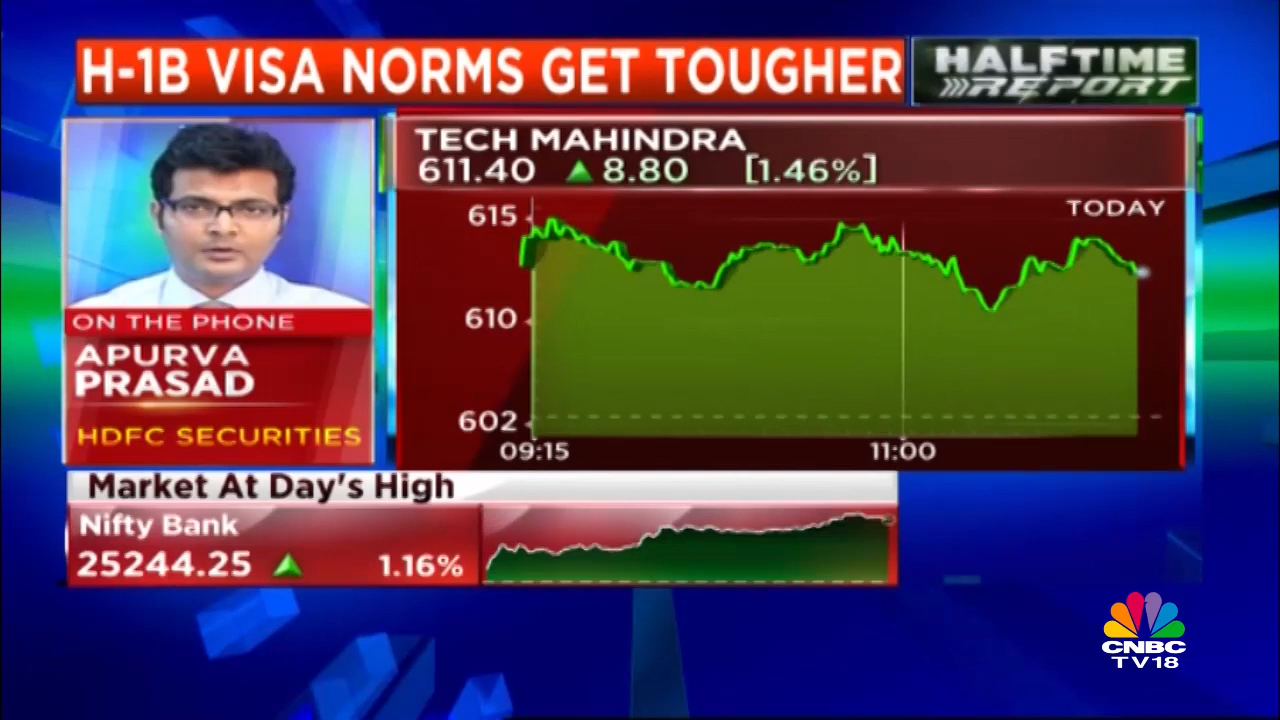 H-1B VISA NORMS GET TOUGHER
HALFTIME
REPORT
TECH MAHINDRA
611.40 ▲ 8.80 [1.46%]
TODAY
615
610
602
09:15
11:00
ON THE PHONE
APURVA
PRASAD
HDFC SECURITIES
Market At Day's High
Nifty Bank
25244.25 ▲ 1.16%
CNBC
TV18